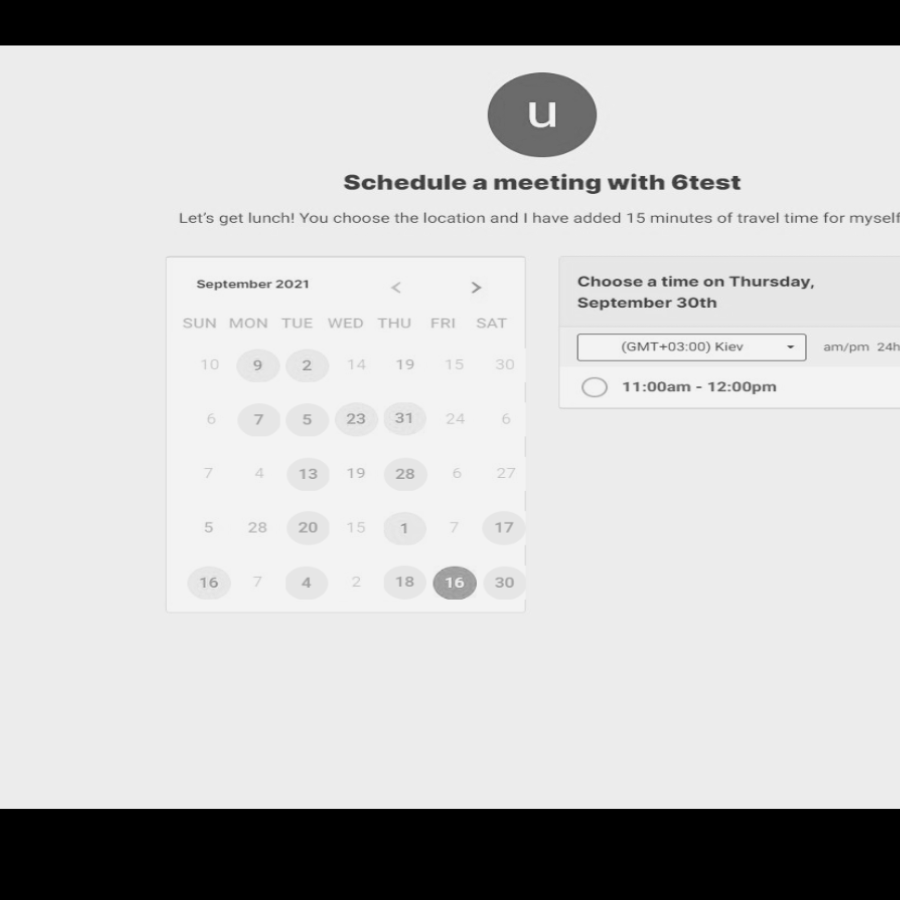 u
Schedule a meeting with 6test
Let's get lunch! You choose the location and I have added 15 minutes of travel time for myself
September 2021 < >
SUN MON TUE WED THU FRI SAT
10 9 2 14 19 15 30
6 7 5 23 31 24 6
7 4 13 19 28 6 27
5 28 20 15 1 7 17
16 7 4 2 18 16 30
Choose a time on Thursday,
September 30th
(GMT+03:00) Kiev am/pm 24h
11:00am - 12:00pm